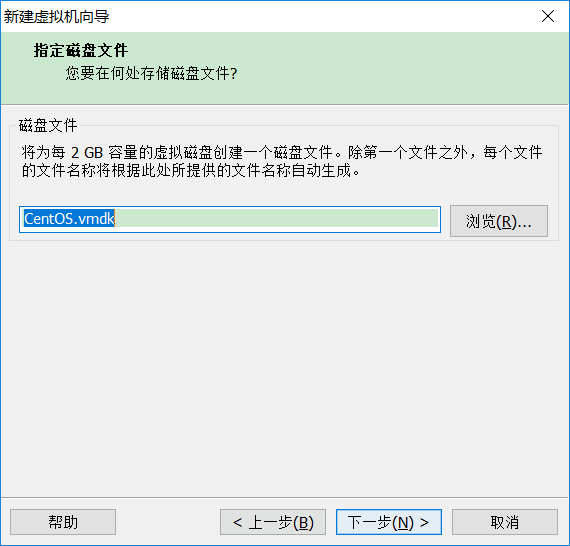 新建虚拟机向导
指定磁盘文件
您要在何处存储磁盘文件?
磁盘文件
将为每 2 GB 容量的虚拟磁盘创建一个磁盘文件。除第一个文件之外，每个文件
的文件名称将根据此处所提供的文件名称自动生成。
CentOS.vmdk
浏览(R)...
帮助
< 上一步(B)
下一步(N) >
取消